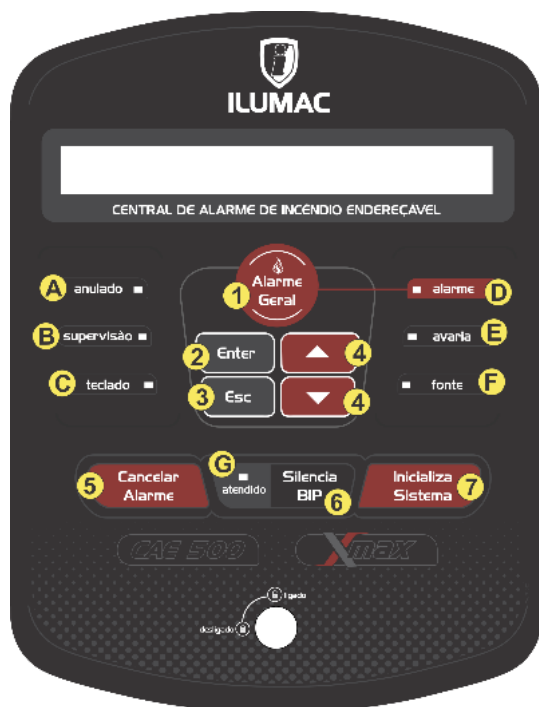 ILUMAC
CENTRAL DE ALARME DE INCÊNDIO ENDEREÇÁVEL
A anulado
B supervisão
C teclado
1 Alarme
Geral
2 Enter
3 Esc
4
4
alarme D
avaria E
fonte F
5 Cancelar
Alarme
G
atendido
Silencia
BIP 6
Inicializa
Sistema 7
CAE 500
Xmax
ligado
desligado